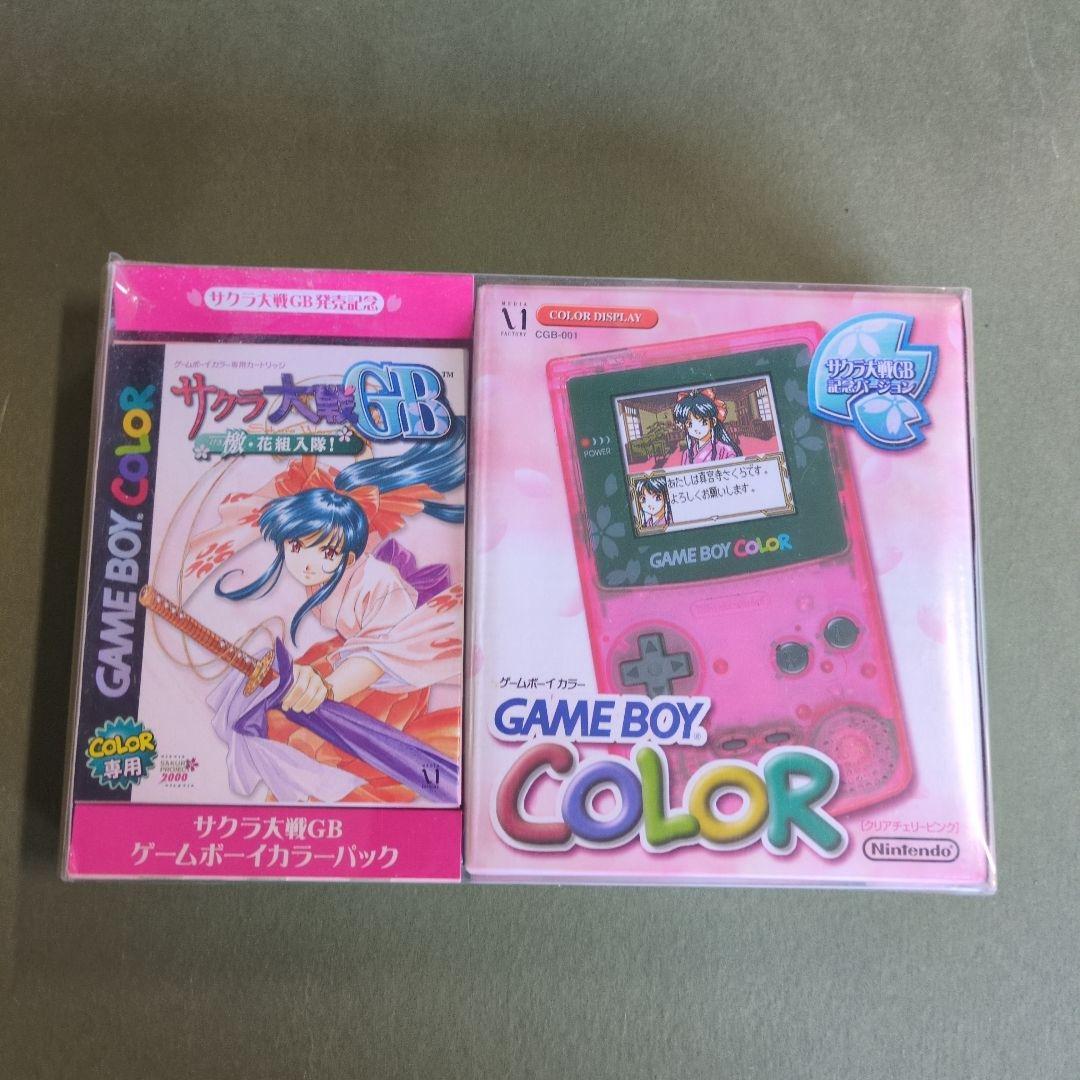 サクラ大戦GB発売記念
ゲームボーイカラー専用カートリッジ
サクラ大戦GB™
檄・花組入隊!
GAME BOY COLOR
COLOR
専用
SAKURA
PROJECT
2000
サクラ大戦GB
ゲームボーイカラーパック
MEDIA
FACTORY
COLOR DISPLAY
CGB-001
サクラ大戦GB
記念バージョン
POWER
あたしは真宮寺さくらです。
よろしくお願いします。
GAME BOY COLOR
ゲームボーイ カラー
GAME BOY®
COLOR
[クリアチェリーピンク]
Nintendo®